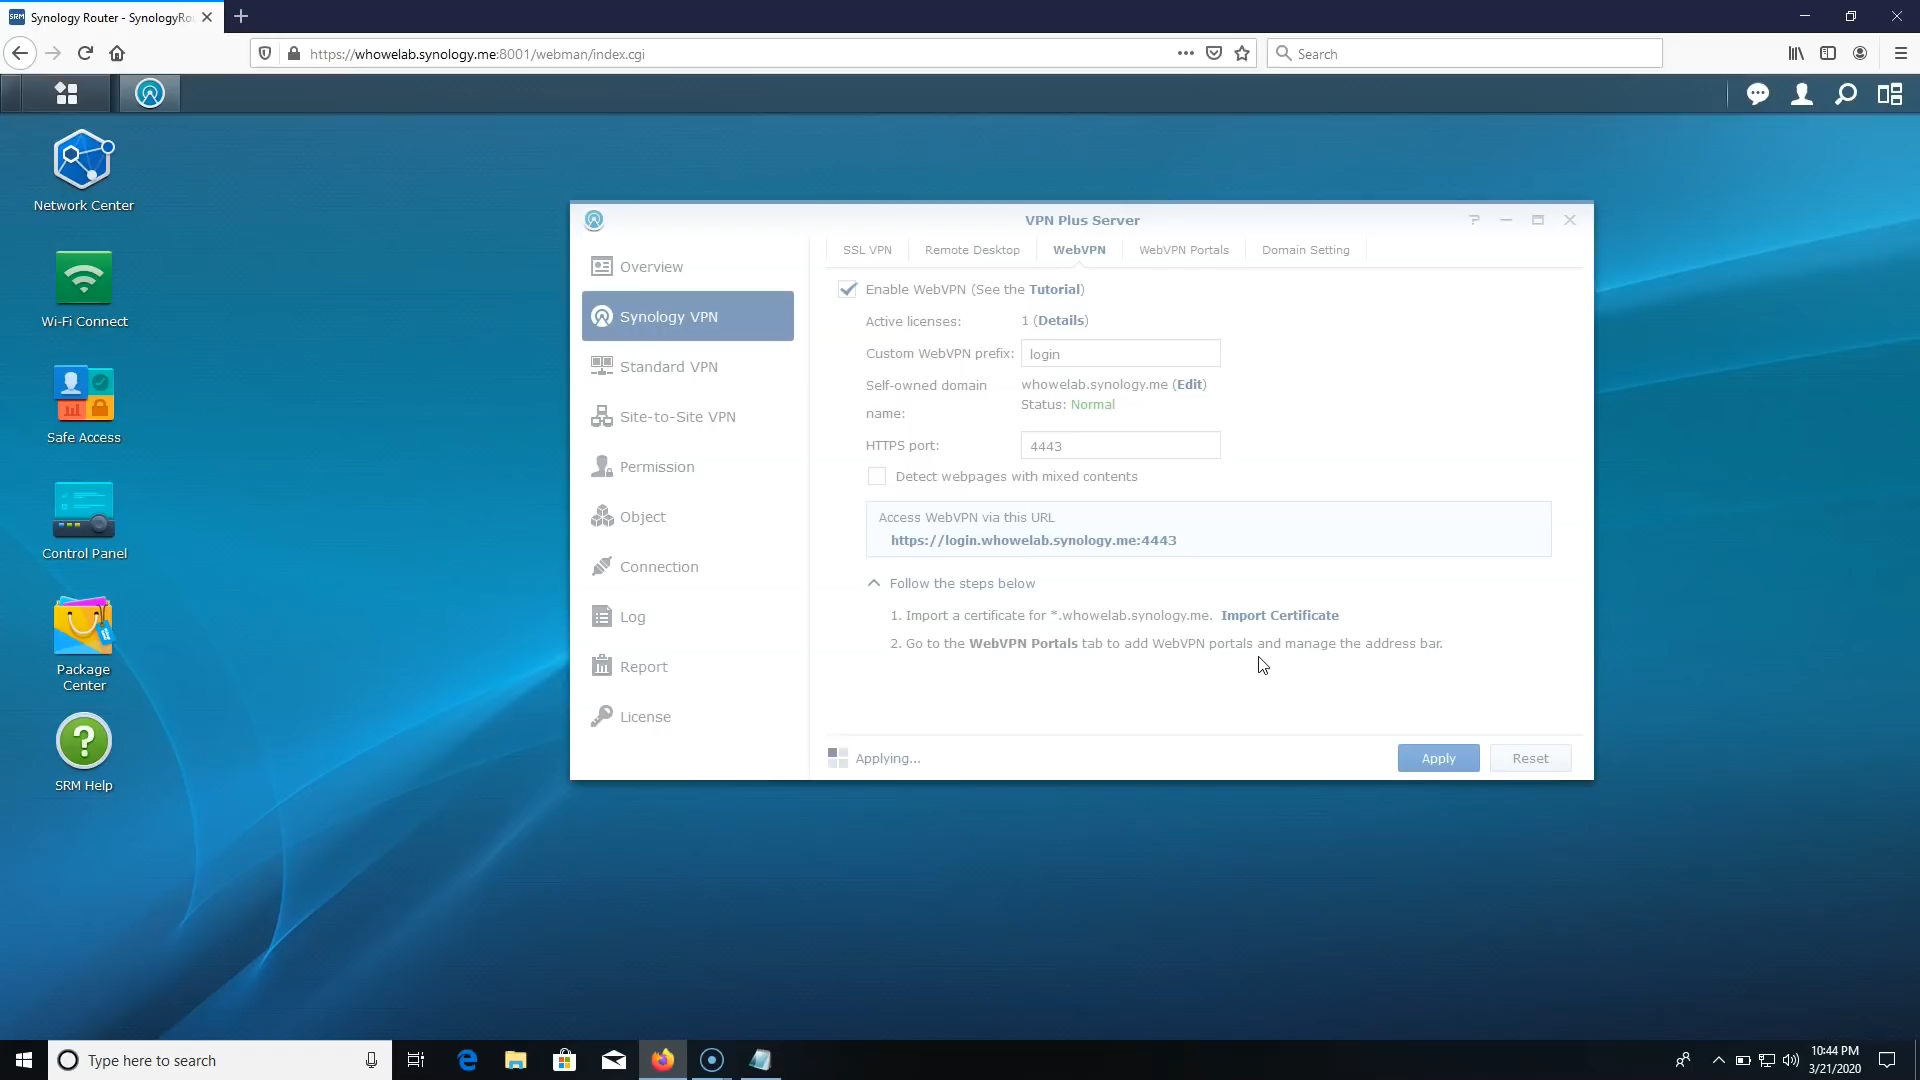 Synology Router - SynologyRo
https://whowelab.synology.me:8001/webman/index.cgi
Search
Network Center
Wi-Fi Connect
Safe Access
Control Panel
Package
Center
SRM Help
VPN Plus Server
Overview
Synology VPN
Standard VPN
Site-to-Site VPN
Permission
Object
Connection
Log
Report
License
SSL VPN
Remote Desktop
WebVPN
WebVPN Portals
Domain Setting
Enable WebVPN (See the Tutorial)
Active licenses: 1 (Details)
Custom WebVPN prefix: login
Self-owned domain name: whowelab.synology.me (Edit)
Status: Normal
HTTPS port: 4443
Detect webpages with mixed contents
Access WebVPN via this URL
https://login.whowelab.synology.me:4443
Follow the steps below
1. Import a certificate for *.whowelab.synology.me. Import Certificate
2. Go to the WebVPN Portals tab to add WebVPN portals and manage the address bar.
Applying...
Apply
Reset
Type here to search
10:44 PM
3/21/2020